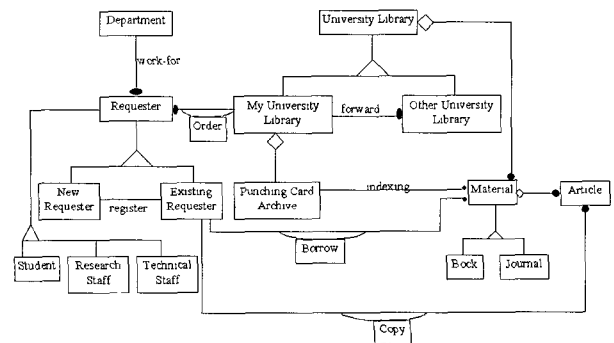 Department
University Library
work-for
Requester
My University
Library
forward
Other University
Library
Order
New
Requester
register
Existing
Requester
Punching Card
Archive
indexing
Material
Article
Borrow
Student
Research
Staff
Technical
Staff
Bock
Journal
Copy